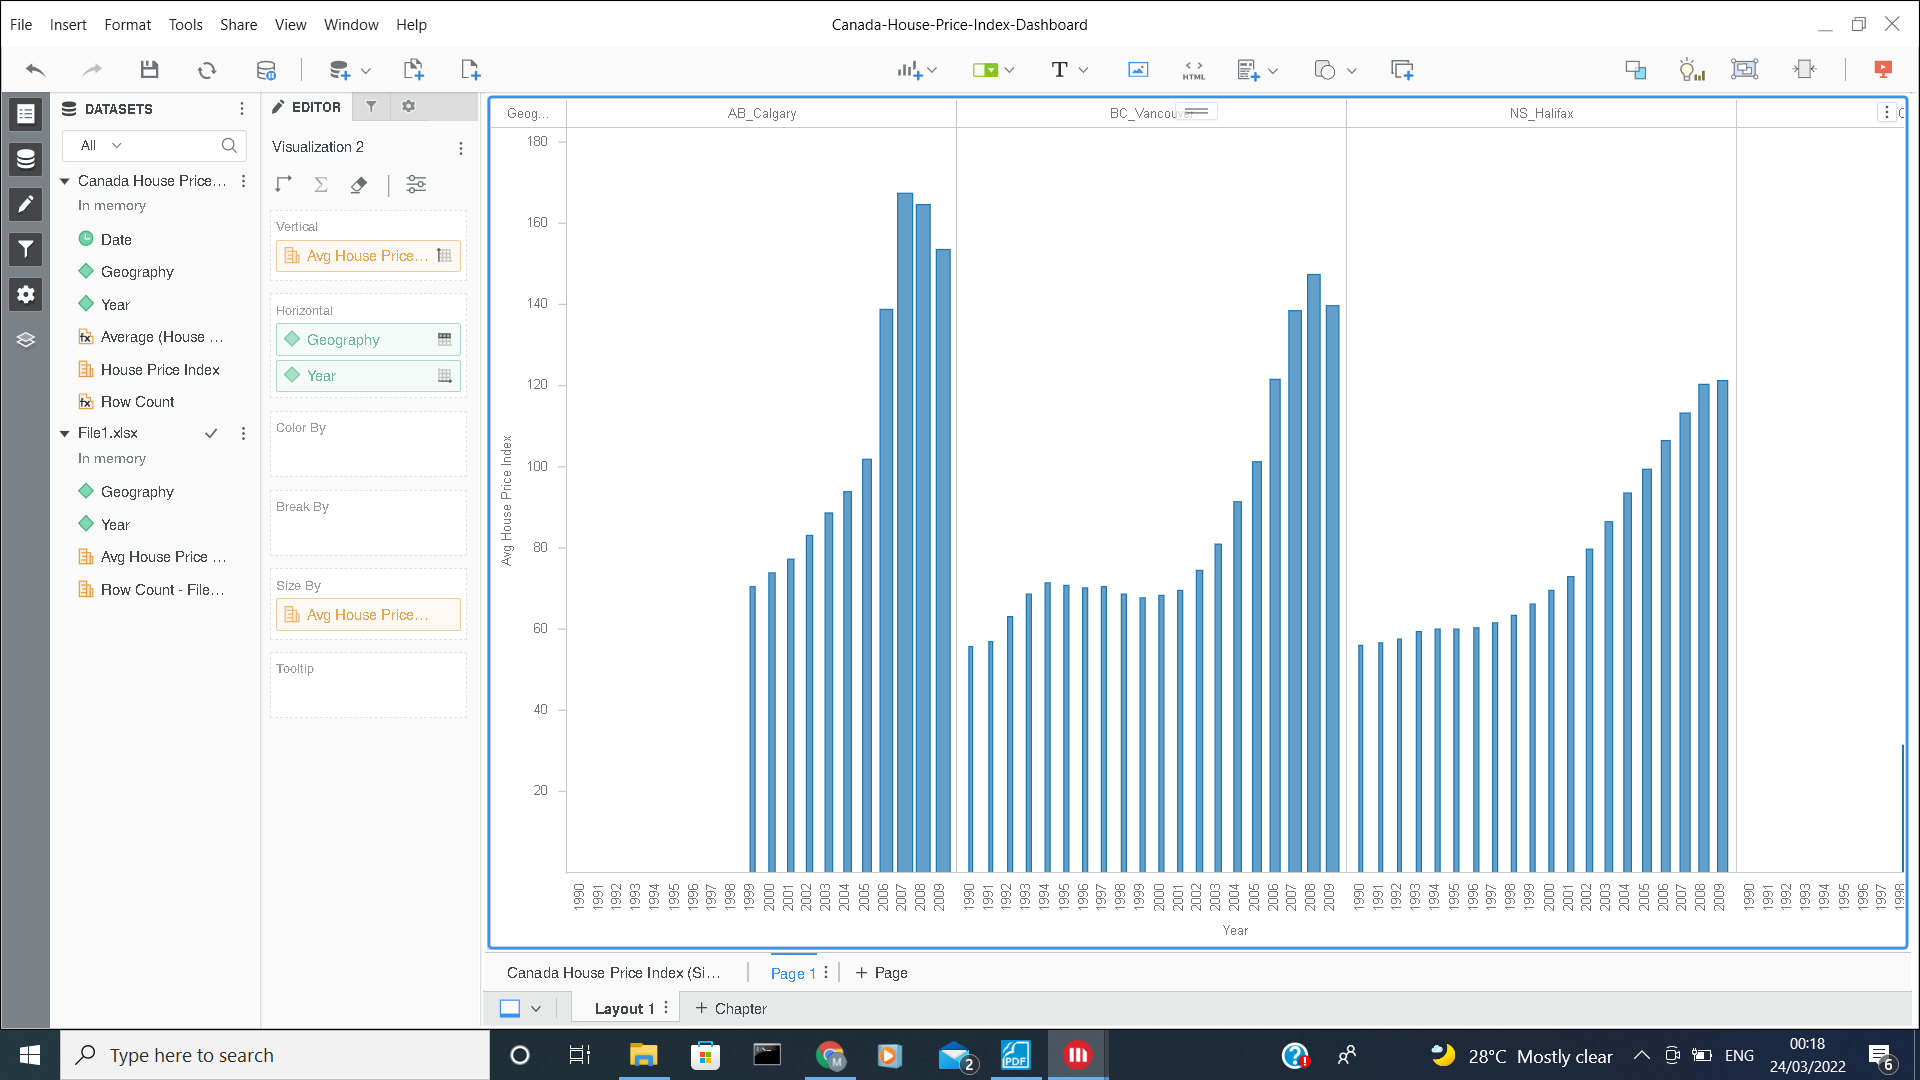 Canada-House-Price-Index-Dashboard
File Insert Format Tools Share View Window Help
T
HTML
DATASETS
All
Canada House Price...
In memory
Date
Geography
Year
Average (House ...
House Price Index
Row Count
File1.xlsx
In memory
Geography
Year
Avg House Price ...
Row Count - File...
EDITOR
Visualization 2
Vertical
Avg House Price...
Horizontal
Geography
Year
Color By
Break By
Size By
Avg House Price...
Tooltip
Geog... AB_Calgary BC_Vancouver NS_Halifax
180
160
140
120
100
80
60
40
20
Avg House Price Index
1990 1991 1992 1993 1994 1995 1996 1997 1998 1999 2000 2001 2002 2003 2004 2005 2006 2007 2008 2009 1990 1991 1992 1993 1994 1995 1996 1997 1998 1999 2000 2001 2002 2003 2004 2005 2006 2007 2008 2009 1990 1991 1992 1993 1994 1995 1996 1997 1998 1999 2000 2001 2002 2003 2004 2005 2006 2007 2008 2009 1990 1991 1992 1993 1994 1995 1996 1997 1998
Year
Canada House Price Index (Si... Page 1 + Page
Layout 1 + Chapter
Type here to search
M
2
PDF
28°C Mostly clear
ENG
00:18
24/03/2022
6